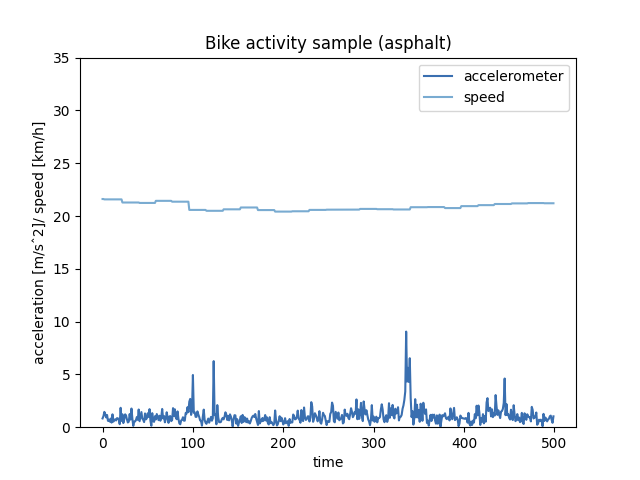 Bike activity sample (asphalt)
accelerometer
speed
acceleration [m/s^2]/ speed [km/h]
35
30
25
20
15
10
5
0
0 100 200 300 400 500
time